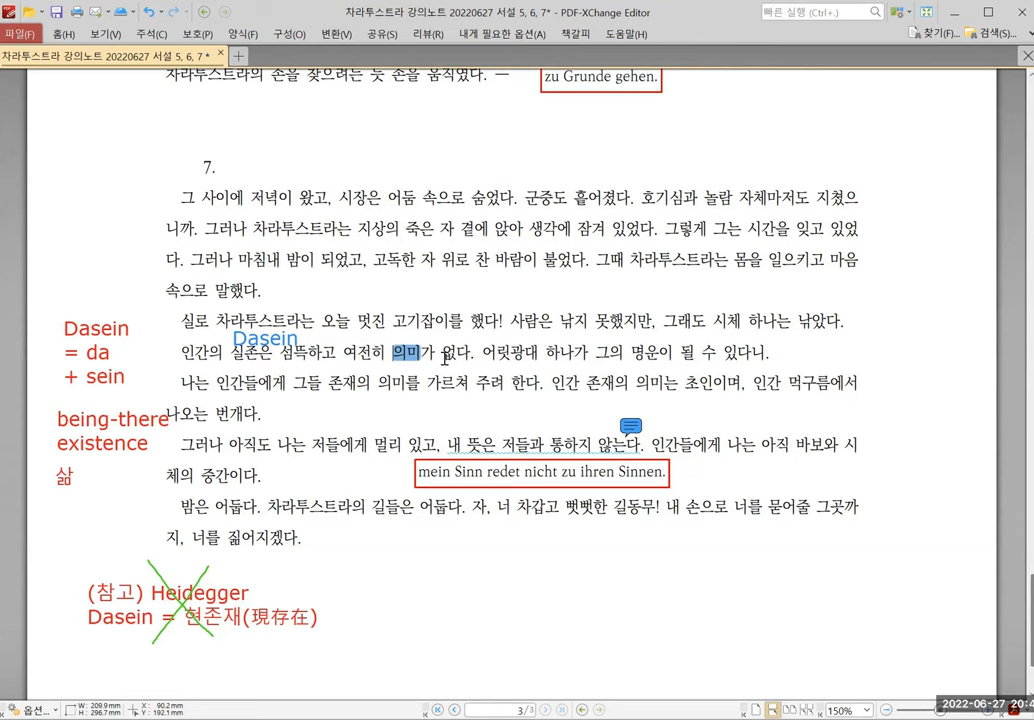 차라투스트라 강의노트 20220627 서설 5, 6, 7* - PDF-XChange Editor
빠른 실행 (Ctrl+.)
파일(F) 홈(H) 보기(V) 주석(C) 보호(P) 양식(F) 구성(O) 변환(V) 공유(S) 리뷰(R) 내게 필요한 옵션(A) 책갈피 도움말(H) 찾기(F)... 검색(S)...
차라투스트라 강의노트 20220627 서설 5, 6, 7 *
차라투스트라의 손을 찾으려는 듯 손을 움직였다. ─
zu Grunde gehen.
7.
그 사이에 저녁이 왔고, 시장은 어둠 속으로 숨었다. 군중도 흩어졌다. 호기심과 놀람 자체마저도 지쳤으
니까. 그러나 차라투스트라는 지상의 죽은 자 곁에 앉아 생각에 잠겨 있었다. 그렇게 그는 시간을 잊고 있었
다. 그러나 마침내 밤이 되었고, 고독한 자 위로 찬 바람이 불었다. 그때 차라투스트라는 몸을 일으키고 마음
속으로 말했다.
실로 차라투스트라는 오늘 멋진 고기잡이를 했다! 사람은 낚지 못했지만, 그래도 시체 하나는 낚았다.
Dasein
인간의 실존은 섬뜩하고 여전히 의미가 없다. 어릿광대 하나가 그의 명운이 될 수 있다니.
나는 인간들에게 그들 존재의 의미를 가르쳐 주려 한다. 인간 존재의 의미는 초인이며, 인간 먹구름에서
나오는 번개다.
그러나 아직도 나는 저들에게 멀리 있고, 내 뜻은 저들과 통하지 않는다. 인간들에게 나는 아직 바보와 시
체의 중간이다.
mein Sinn redet nicht zu ihren Sinnen.
밤은 어둡다. 차라투스트라의 길들은 어둡다. 자, 너 차갑고 뻣뻣한 길동무! 내 손으로 너를 묻어줄 그곳까
지, 너를 짊어지겠다.
Dasein
= da
+ sein
being-there
existence
삶
(참고) Heidegger
Dasein = 현존재(現存在)
옵션...
W: 209.9mm
H: 296.7mm
X: 90.2mm
Y: 192.1mm
3/3
150%
2022-06-27 20:4